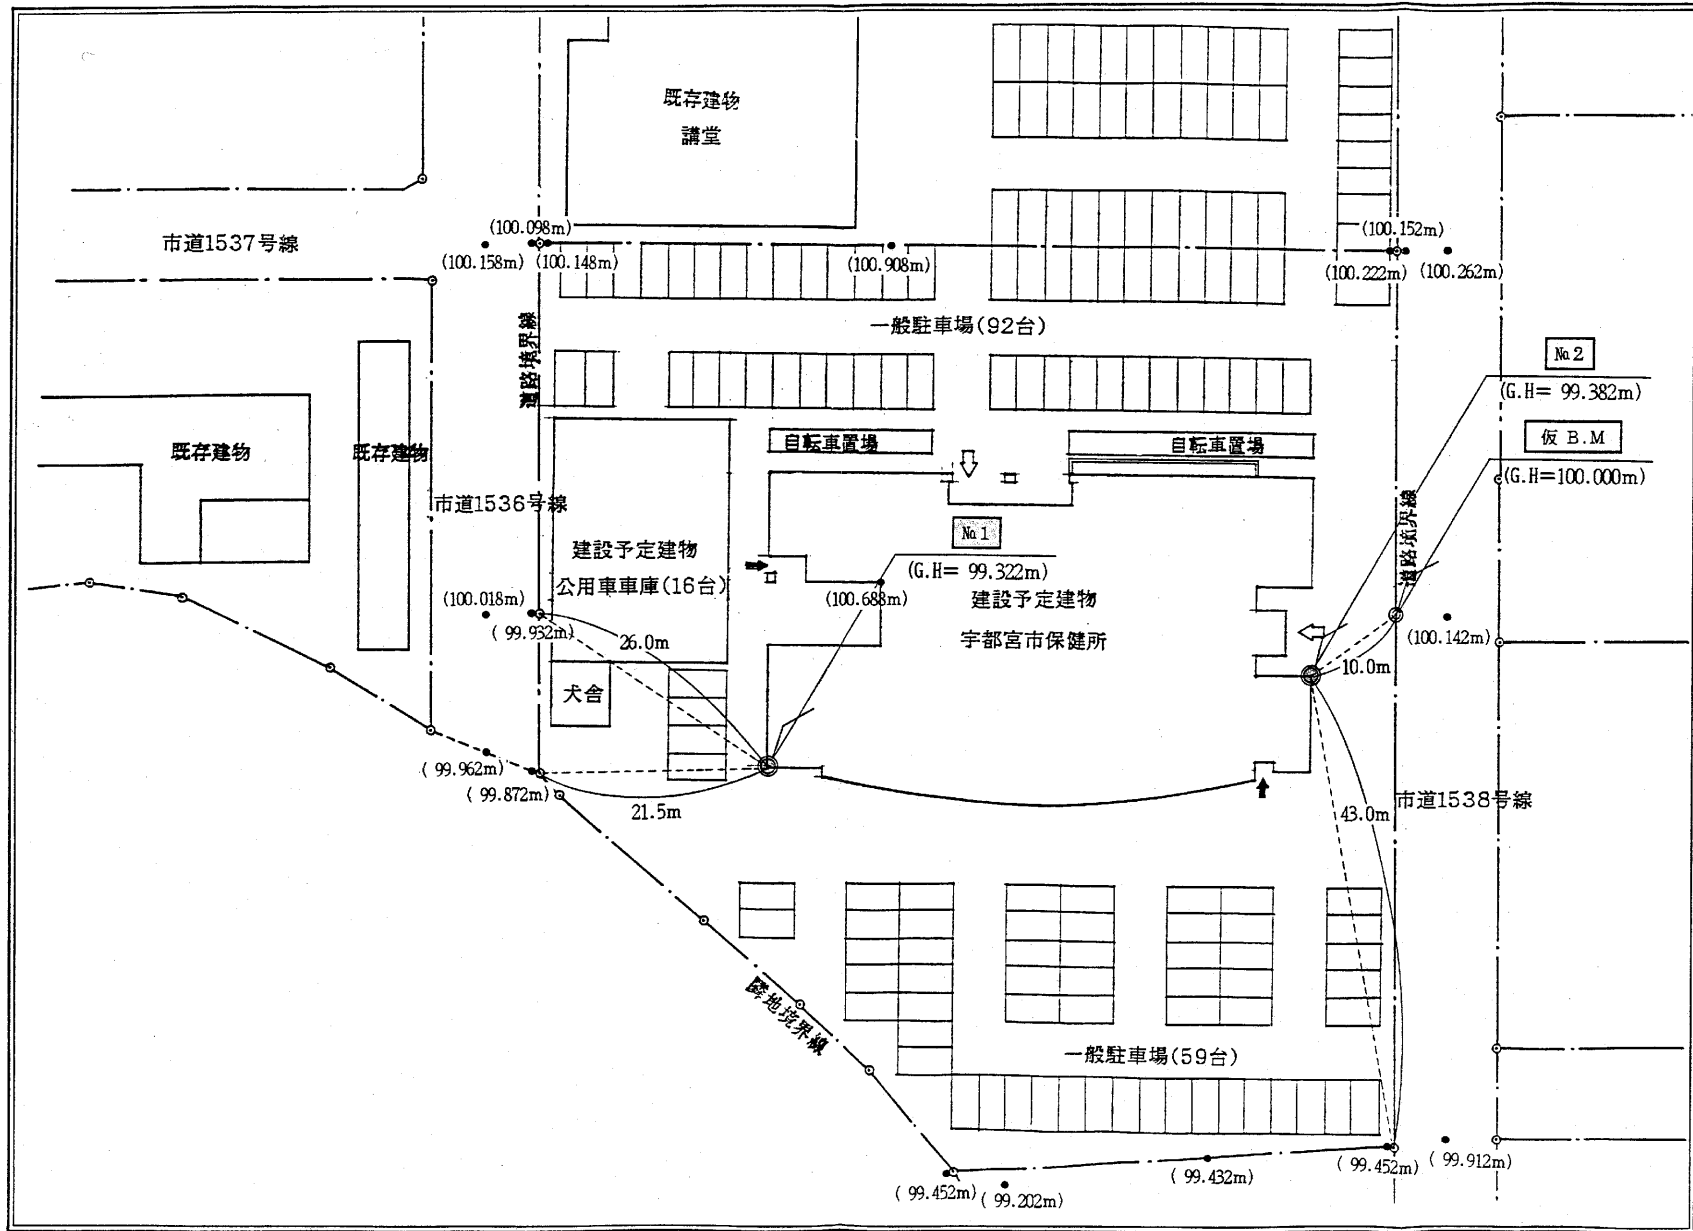 既存建物
講堂
(100.098m)
(100.152m)
市道1537号線
(100.158m)
(100.148m)
(100.908m)
(100.222m)
(100.262m)
道路境界線
一般駐車場(92台)
№2
(G.H= 99.382m)
仮 B.M
(G.H=100.000m)
自転車置場
自転車置場
既存建物
既存建物
市道1536号線
道路境界線
№1
(G.H= 99.322m)
建設予定建物
公用車車庫(16台)
(100.688m)
建設予定建物
宇都宮市保健所
(100.018m)
( 99.932m)
26.0m
(100.142m)
10.0m
犬舎
( 99.962m)
( 99.872m)
21.5m
市道1538号線
43.0m
隣地境界線
一般駐車場(59台)
( 99.452m)
( 99.202m)
( 99.432m)
( 99.452m)
( 99.912m)